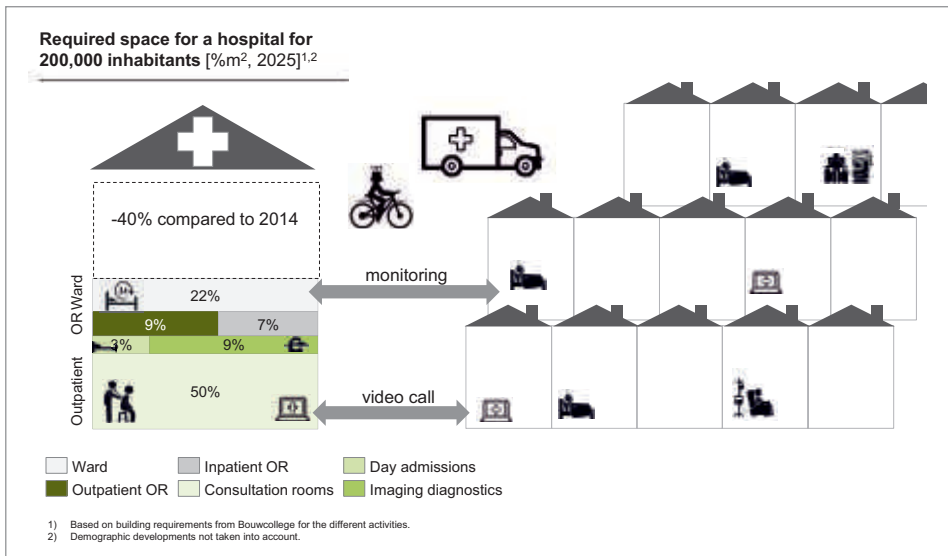 Required space for a hospital for
200,000 inhabitants [%m², 2025]¹,²
-40% compared to 2014
monitoring
OR Ward
22%
9%
7%
3%
9%
Outpatient
50%
video call
Ward
Inpatient OR
Day admissions
Outpatient OR
Consultation rooms
Imaging diagnostics
1) Based on building requirements from Bouwcollege for the different activities.
2) Demographic developments not taken into account.